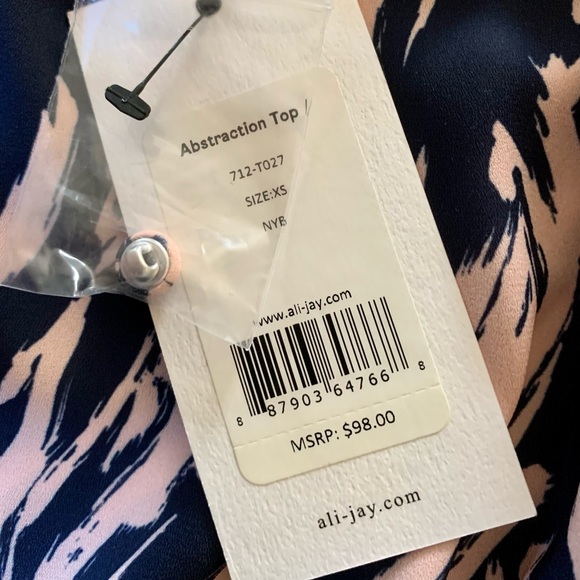 Abstraction Top
712-T027
SIZE:XS
NYB
www.ali-jay.com
8 87903 64766 8
MSRP: $98.00
ali-jay.com